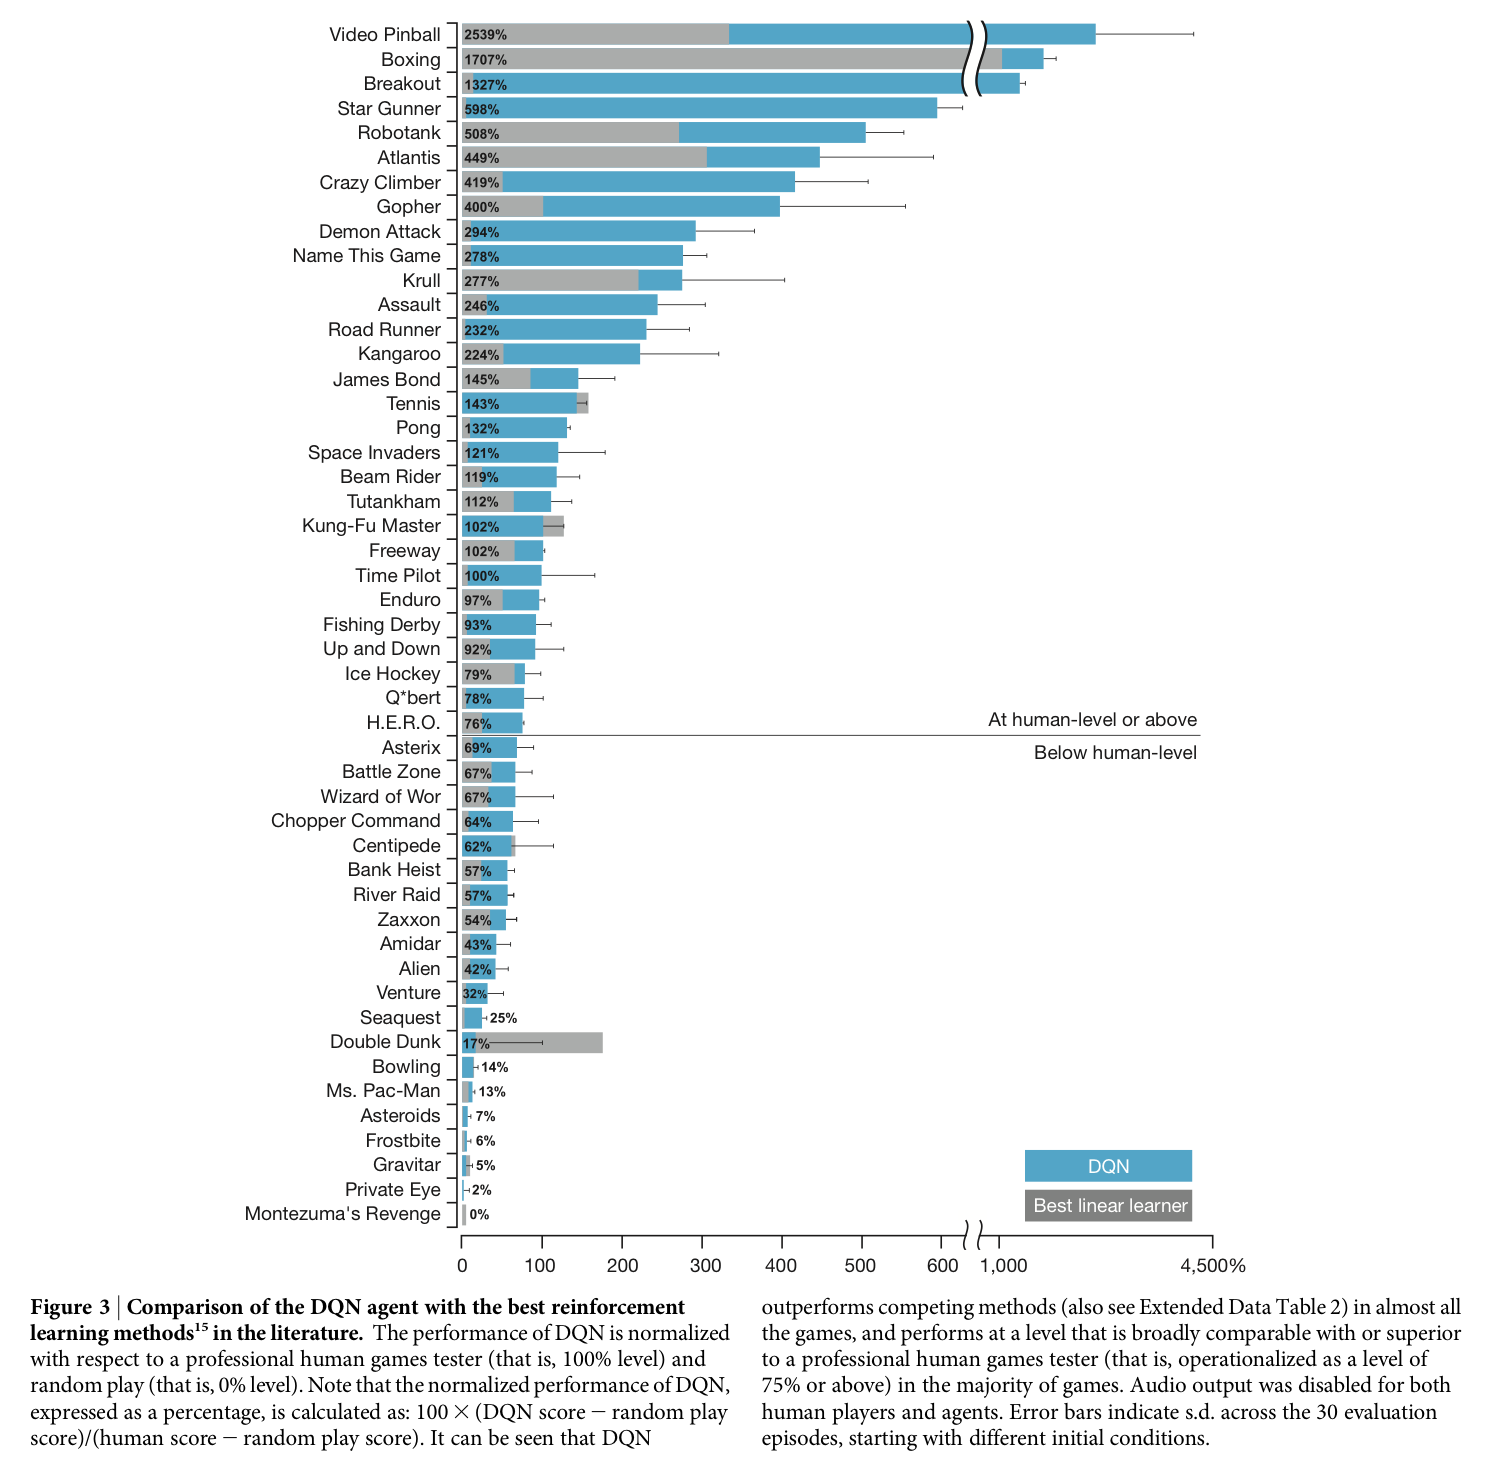 Video Pinball 2539%
Boxing 1707%
Breakout 1327%
Star Gunner 598%
Robotank 508%
Atlantis 449%
Crazy Climber 419%
Gopher 400%
Demon Attack 294%
Name This Game 278%
Krull 277%
Assault 246%
Road Runner 232%
Kangaroo 224%
James Bond 145%
Tennis 143%
Pong 132%
Space Invaders 121%
Beam Rider 119%
Tutankham 112%
Kung-Fu Master 102%
Freeway 102%
Time Pilot 100%
Enduro 97%
Fishing Derby 93%
Up and Down 92%
Ice Hockey 79%
Q*bert 78%
H.E.R.O. 76%
At human-level or above
Asterix 69%
Below human-level
Battle Zone 67%
Wizard of Wor 67%
Chopper Command 64%
Centipede 62%
Bank Heist 57%
River Raid 57%
Zaxxon 54%
Amidar 43%
Alien 42%
Venture 32%
Seaquest 25%
Double Dunk 17%
Bowling 14%
Ms. Pac-Man 13%
Asteroids 7%
Frostbite 6%
Gravitar 5%
Private Eye 2%
Montezuma's Revenge 0%
DQN
Best linear learner
0 100 200 300 400 500 600 1,000 4,500%
Figure 3 | Comparison of the DQN agent with the best reinforcement
learning methods15 in the literature. The performance of DQN is normalized
with respect to a professional human games tester (that is, 100% level) and
random play (that is, 0% level). Note that the normalized performance of DQN,
expressed as a percentage, is calculated as: 100 × (DQN score − random play
score)/(human score − random play score). It can be seen that DQN
outperforms competing methods (also see Extended Data Table 2) in almost all
the games, and performs at a level that is broadly comparable with or superior
to a professional human games tester (that is, operationalized as a level of
75% or above) in the majority of games. Audio output was disabled for both
human players and agents. Error bars indicate s.d. across the 30 evaluation
episodes, starting with different initial conditions.